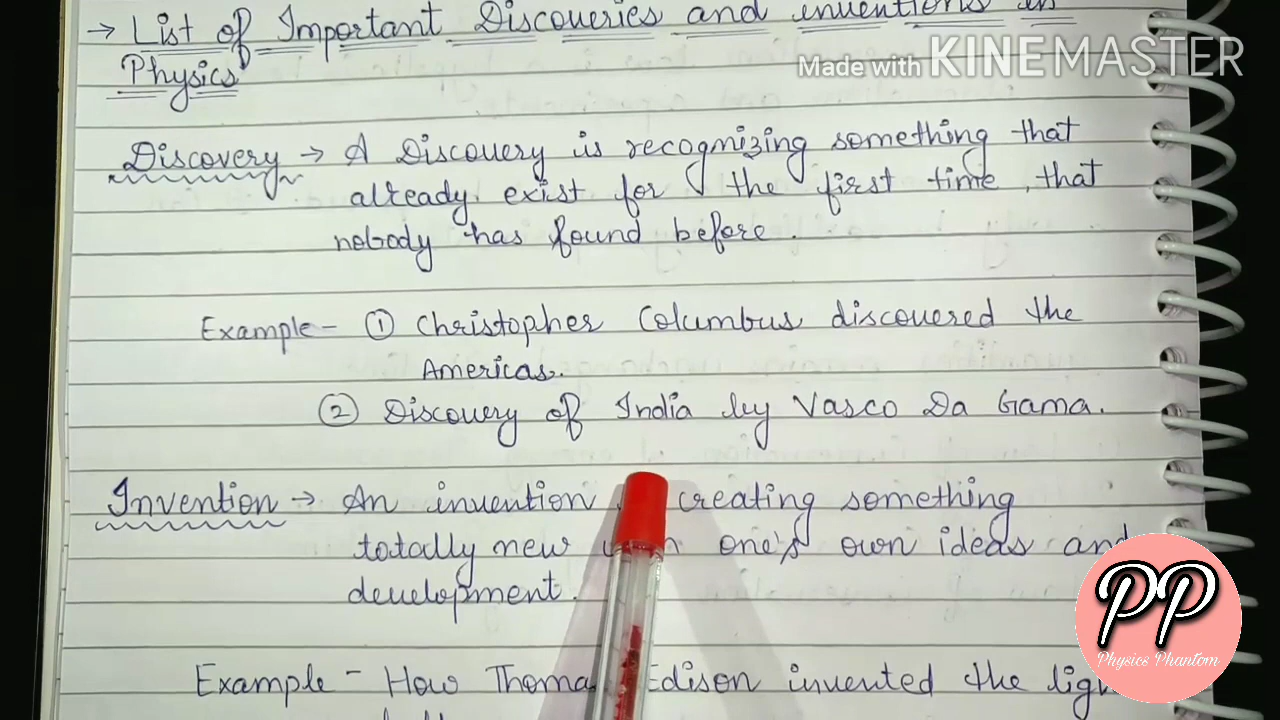 → List of Important Discoveries and inventions in
Physics
Made with KINEMASTER
Discovery → A Discovery is recognizing something that
already exist for the first time, that
nobody has found before.
Example - ① Christopher Columbus discovered the
Americas.
② Discovery of India by Vasco Da Gama.
Invention → An invention creating something
totally new one's own ideas and
development.
Example - How Thomas Edison invented the
PP
Physics Phantom